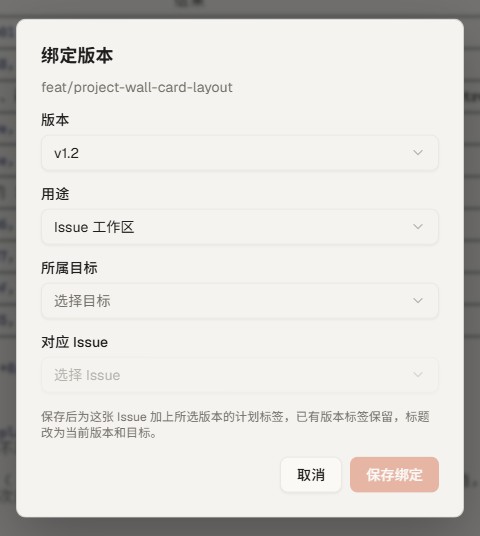 绑定版本
feat/project-wall-card-layout
版本
v1.2
用途
Issue 工作区
所属目标
选择目标
对应 Issue
选择 Issue
保存后为这张 Issue 加上所选版本的计划标签，已有版本标签保留，标题
改为当前版本和目标。
取消
保存绑定